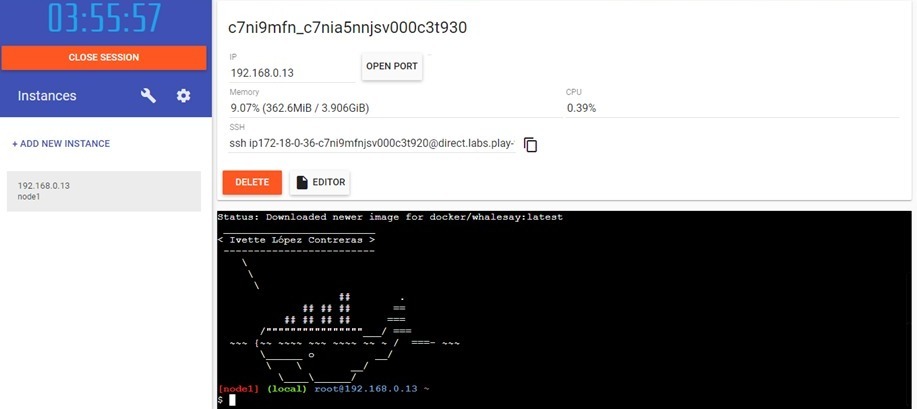 03:55:57
CLOSE SESSION
Instances
+ ADD NEW INSTANCE
192.168.0.13
node1
c7ni9mfn_c7nia5nnjsv000c3t930
IP
192.168.0.13
OPEN PORT
Memory
9.07% (362.6MiB / 3.906GiB)
CPU
0.39%
SSH
ssh ip172-18-0-36-c7ni9mfnjsv000c3t920@direct.labs.play-
DELETE
EDITOR
Status: Downloaded newer image for docker/whalesay:latest
 _________________________
< Ivette López Contreras >
 -------------------------
    \
     \
      \
                    ##        .
              ## ## ##       ==
           ## ## ## ##      ===
       /""""""""""""""""___/ ===
  ~~~ {~~ ~~~~ ~~~ ~~~~ ~~ ~ /  ===- ~~~
       \______ o          __/
        \    \        __/
          \____\______/
[node1] (local) root@192.168.0.13 ~
$